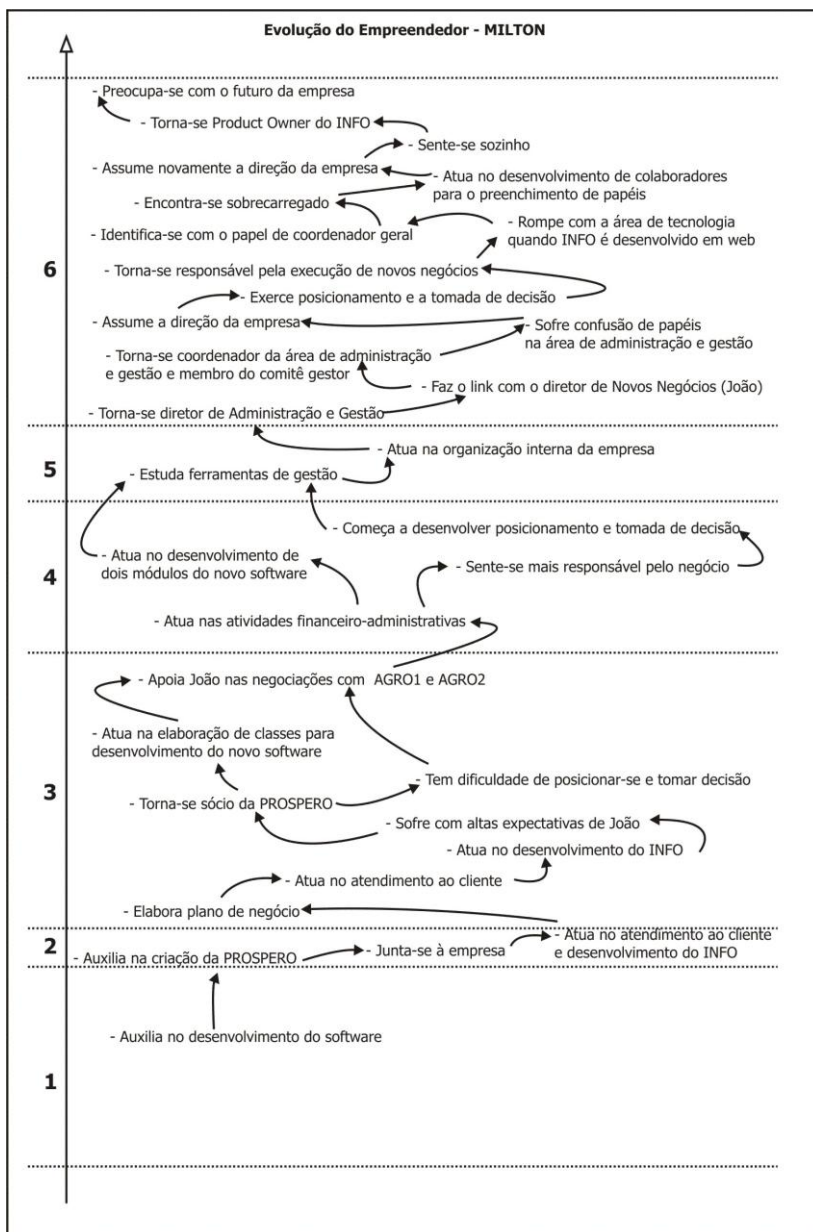 Evolução do Empreendedor - MILTON
- Preocupa-se com o futuro da empresa
- Torna-se Product Owner do INFO
- Sente-se sozinho
- Assume novamente a direção da empresa
- Atua no desenvolvimento de colaboradores
para o preenchimento de papéis
- Encontra-se sobrecarregado
- Rompe com a área de tecnologia
quando INFO é desenvolvido em web
- Identifica-se com o papel de coordenador geral
6
- Torna-se responsável pela execução de novos negócios
- Exerce posicionamento e a tomada de decisão
- Assume a direção da empresa
- Sofre confusão de papéis
na área de administração e gestão
- Torna-se coordenador da área de administração
e gestão e membro do comitê gestor
- Faz o link com o diretor de Novos Negócios (João)
- Torna-se diretor de Administração e Gestão
- Atua na organização interna da empresa
5
- Estuda ferramentas de gestão
- Começa a desenvolver posicionamento e tomada de decisão
- Atua no desenvolvimento de
dois módulos do novo software
4
- Sente-se mais responsável pelo negócio
- Atua nas atividades financeiro-administrativas
- Apoia João nas negociações com AGRO1 e AGRO2
- Atua na elaboração de classes para
desenvolvimento do novo software
- Tem dificuldade de posicionar-se e tomar decisão
3
- Torna-se sócio da PROSPERO
- Sofre com altas expectativas de João
- Atua no desenvolvimento do INFO
- Atua no atendimento ao cliente
- Elabora plano de negócio
2
- Atua no atendimento ao cliente
e desenvolvimento do INFO
- Junta-se à empresa
- Auxilia na criação da PROSPERO
- Auxilia no desenvolvimento do software
1